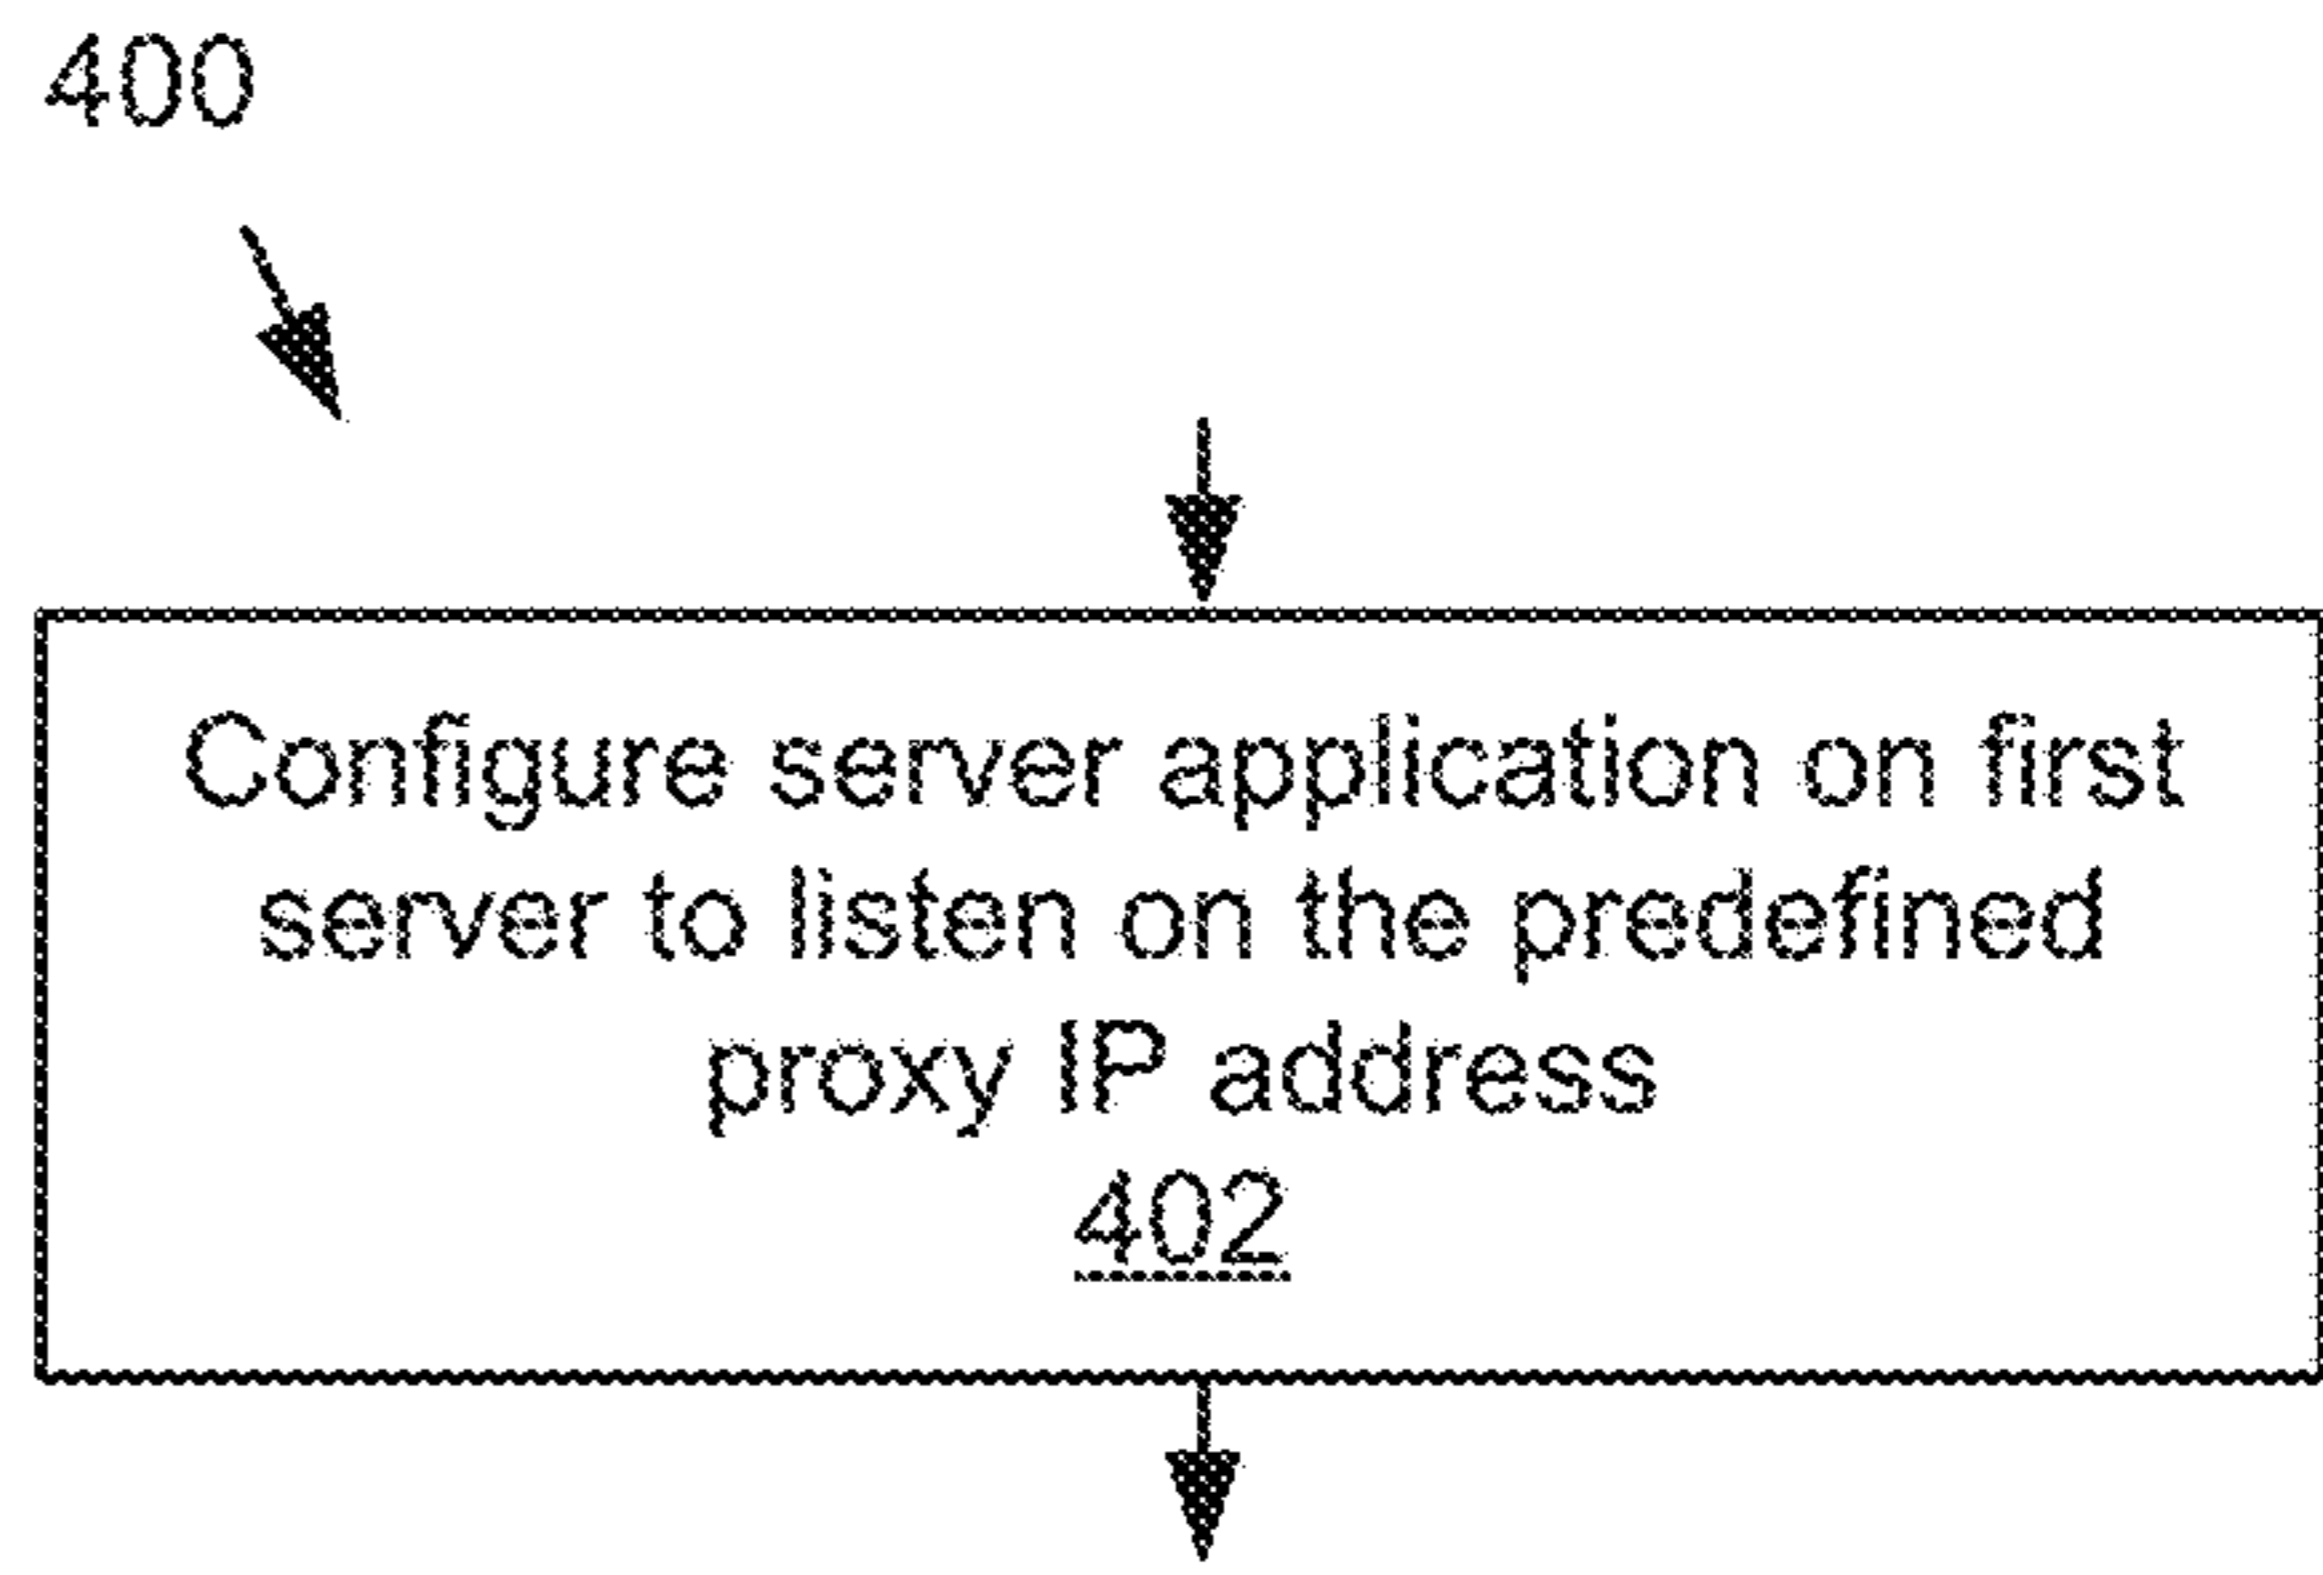 400
Configure server application on first
server to listen on the predefined
proxy IP address
402